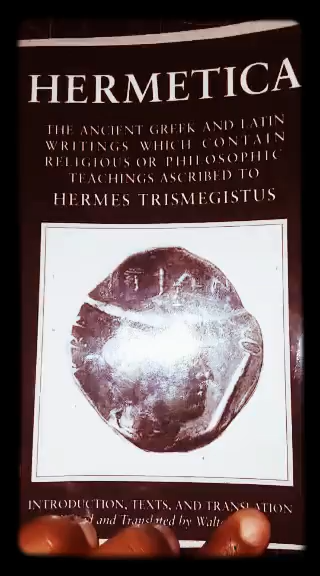 HERMETICA
THE ANCIENT GREEK AND LATIN
WRITINGS WHICH CONTAIN
RELIGIOUS OR PHILOSOPHIC
TEACHINGS ASCRIBED TO
HERMES TRISMEGISTUS
INTRODUCTION, TEXTS, AND TRANSLATION
and Translated by